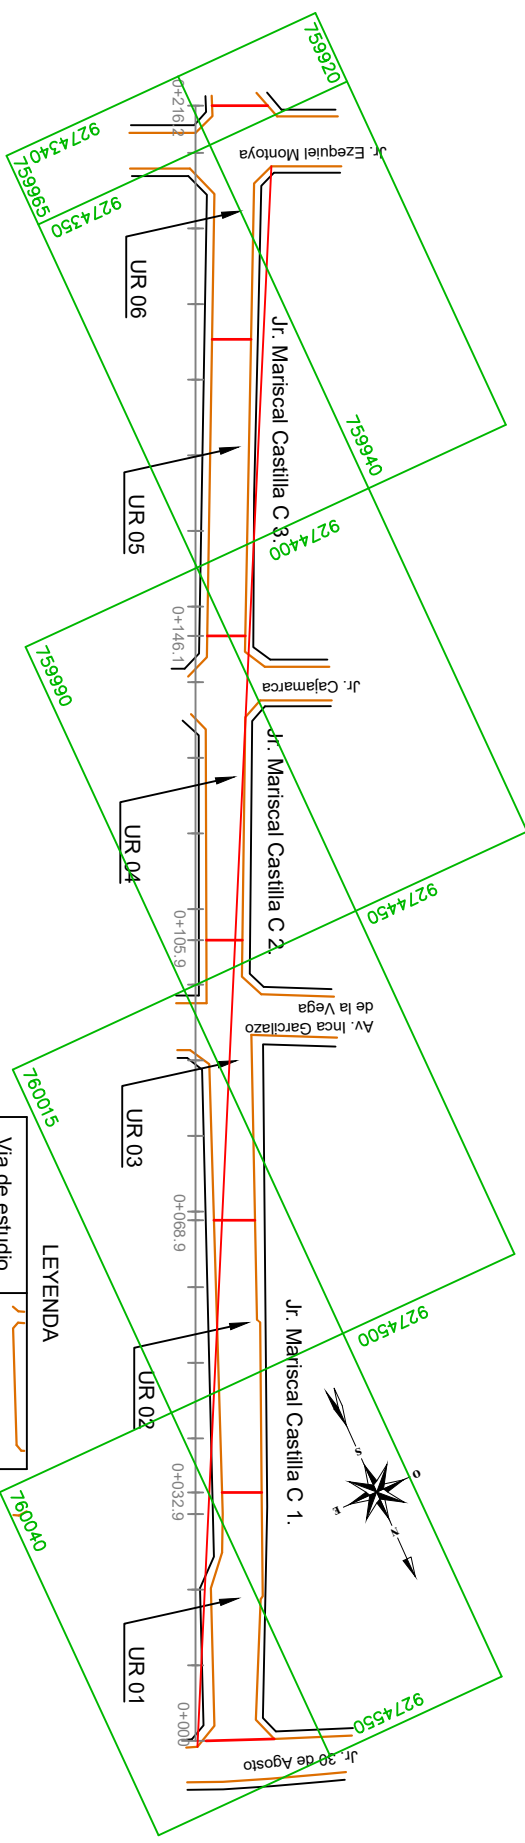 759920
9274340
759965
9274350
0+216.2
Jr. Ezequiel Montoya
UR 06
Jr. Mariscal Castilla C 3.
759940
UR 05
9274400
0+146.1
759990
Jr. Cajamarca
Jr. Mariscal Castilla C 2.
UR 04
9274450
0+105.9
Av. Inca Garcilazo
de la Vega
760015
UR 03
0+068.9
LEYENDA
Via de estudio
9274500
Jr. Mariscal Castilla C 1.
UR 02
S
O
E
N
0+032.9
760040
UR 01
9274550
0+000
Jr. 30 de Agosto